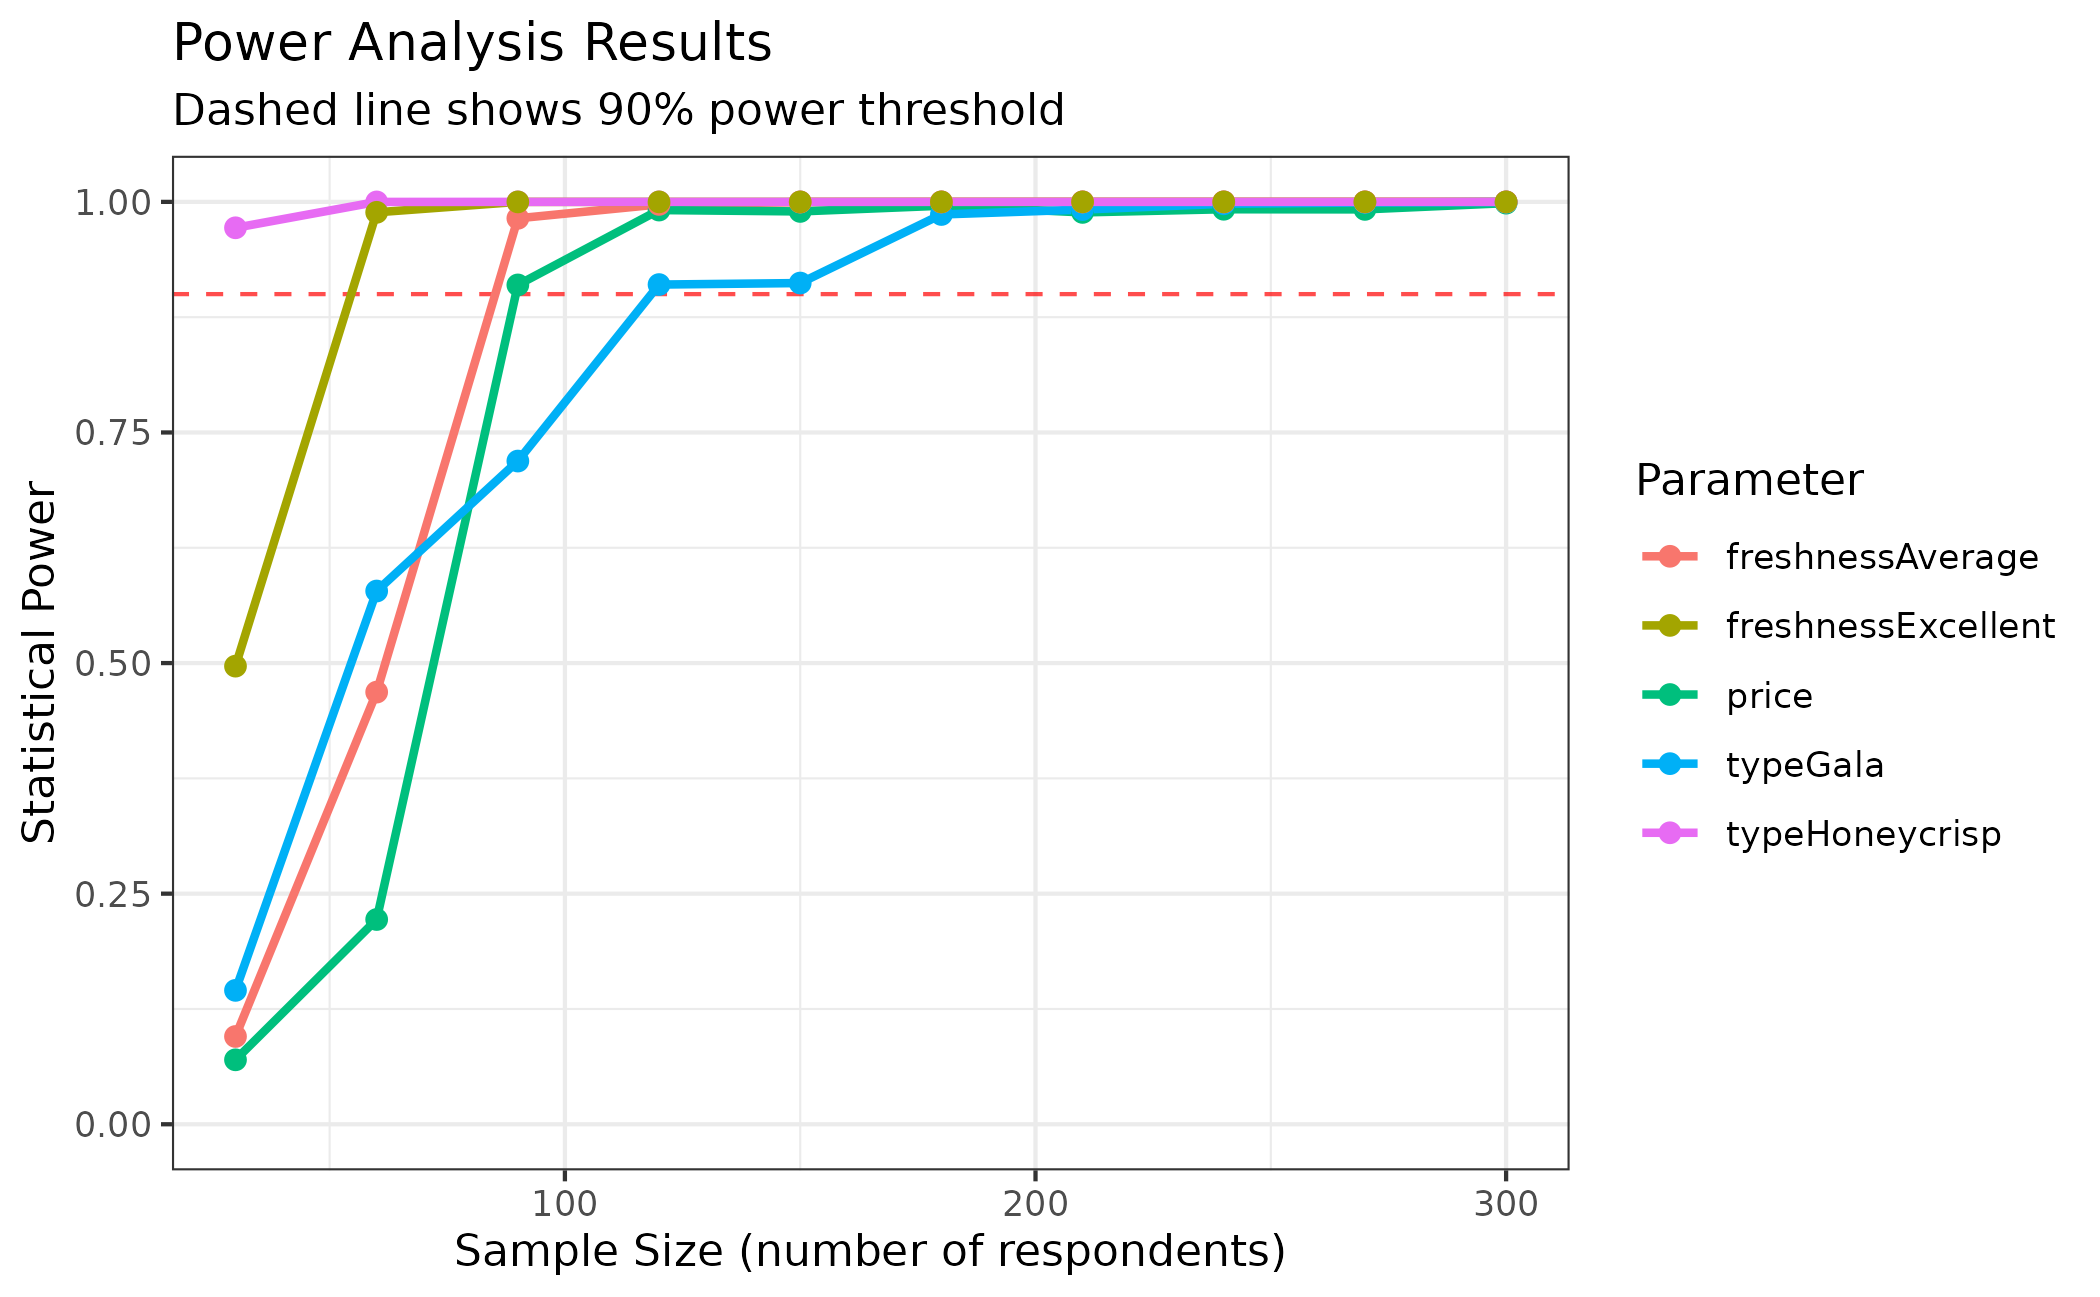 Power Analysis Results
Dashed line shows 90% power threshold
1.00
0.75
0.50
0.25
0.00
Statistical Power
100
200
300
Sample Size (number of respondents)
Parameter
freshnessAverage
freshnessExcellent
price
typeGala
typeHoneycrisp